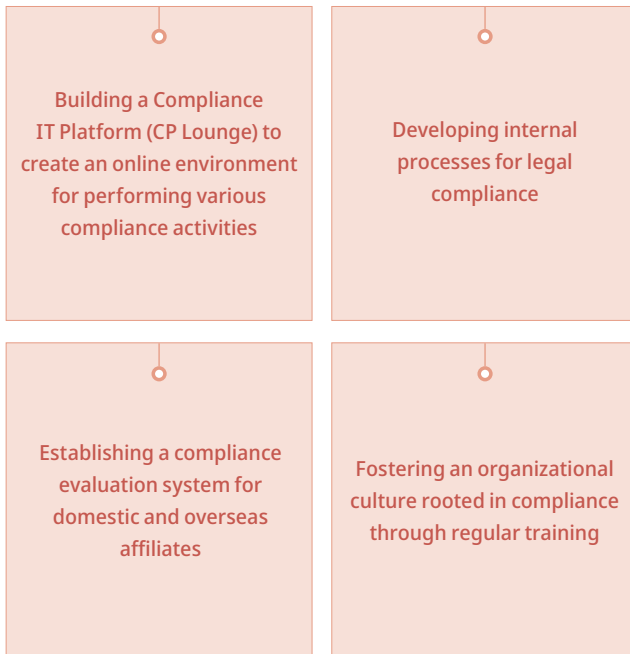 Building a Compliance
IT Platform (CP Lounge) to
create an online environment
for performing various
compliance activities
Developing internal
processes for legal
compliance
Establishing a compliance
evaluation system for
domestic and overseas
affiliates
Fostering an organizational
culture rooted in compliance
through regular training